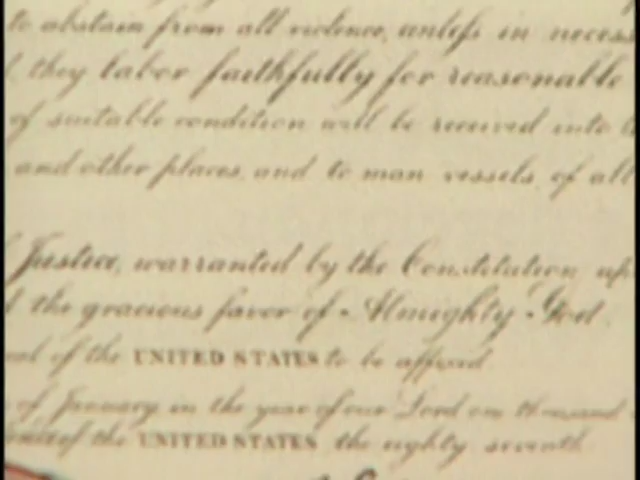 to abstain from all violence, unless in necess
, they labor faithfully for reasonable
of suitable condition will be received into
and other places, and to man vessels of all
Justice, warranted by the Constitution up
the gracious favor of Almighty God.
of the UNITED STATES to be affixed
of January in the year of our Lord one thousand
of the UNITED STATES the eighty seventh